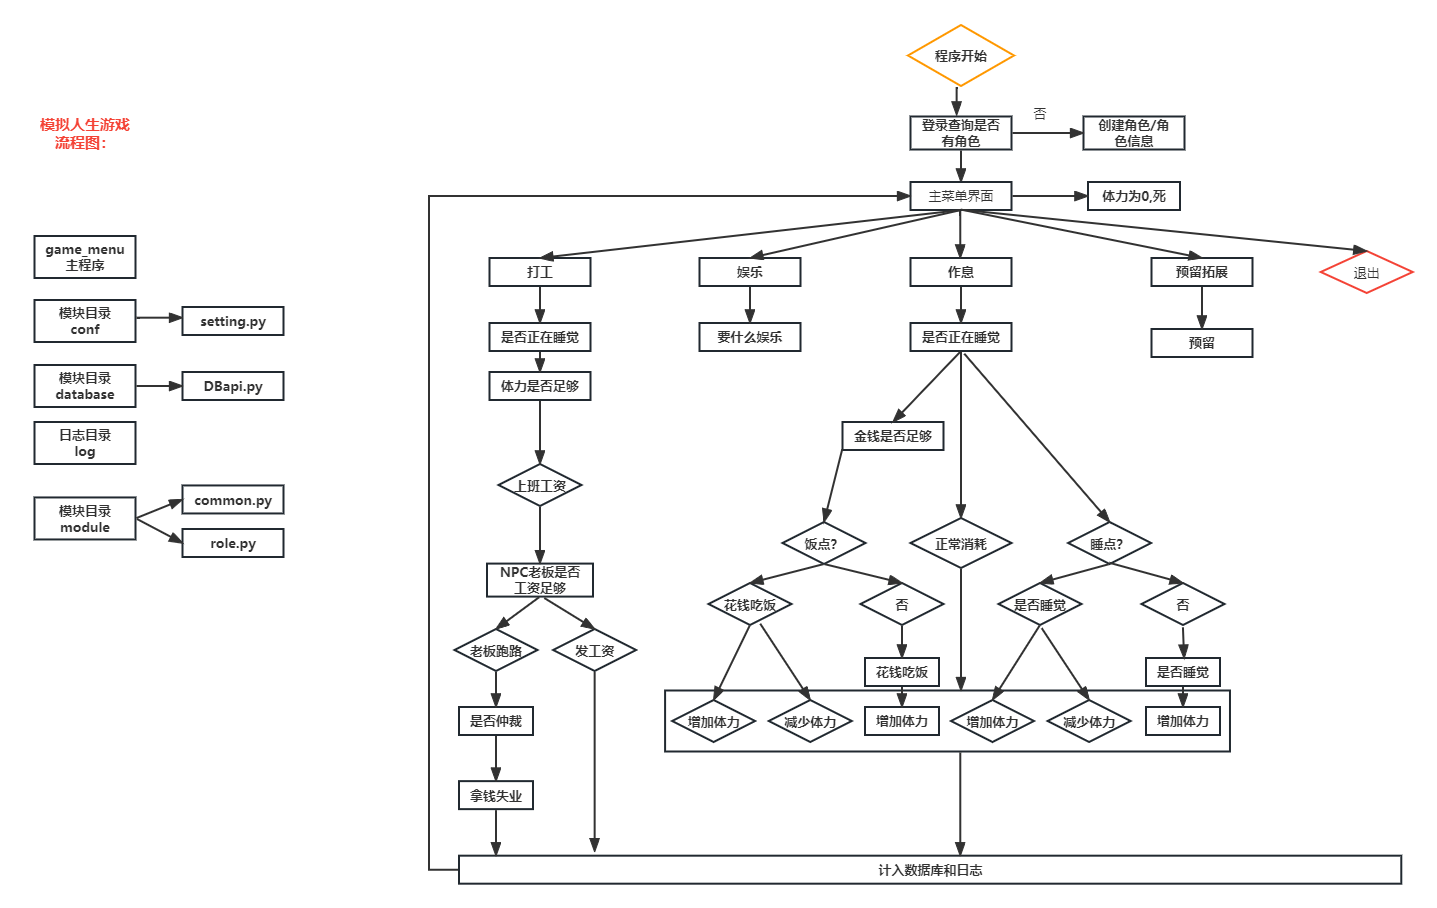 程序开始
模拟人生游戏
流程图：
登录查询是否
有角色
否
创建角色/角
色信息
主菜单界面
体力为0,死
game_menu
主程序
模块目录
conf
setting.py
模块目录
database
DBapi.py
日志目录
log
模块目录
module
common.py
role.py
打工
娱乐
作息
预留拓展
退出
是否正在睡觉
要什么娱乐
是否正在睡觉
预留
体力是否足够
金钱是否足够
上班工资
饭点？
正常消耗
睡点？
NPC老板是否
工资足够
花钱吃饭
否
是否睡觉
否
老板跑路
发工资
花钱吃饭
是否睡觉
是否仲裁
增加体力
减少体力
增加体力
增加体力
减少体力
增加体力
拿钱失业
计入数据库和日志